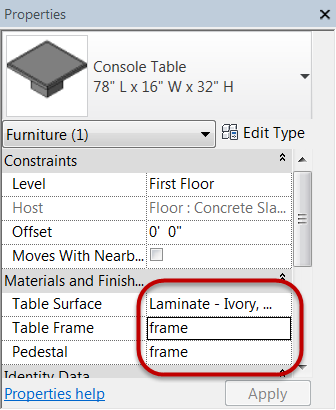 Properties
Console Table
78" L x 16" W x 32" H
Furniture (1)
Edit Type
Constraints
Level First Floor
Host Floor : Concrete Sla...
Offset 0' 0"
Moves With Nearb...
Materials and Finish...
Table Surface Laminate - Ivory, ...
Table Frame frame
Pedestal frame
Identity Data
Properties help Apply